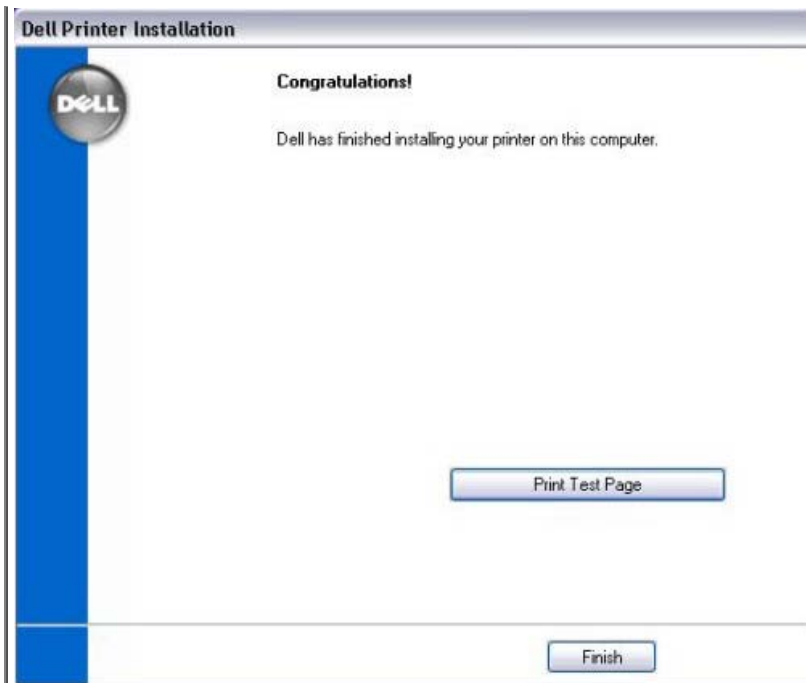 Dell Printer Installation
DELL
Congratulations!
Dell has finished installing your printer on this computer.
Print Test Page
Finish